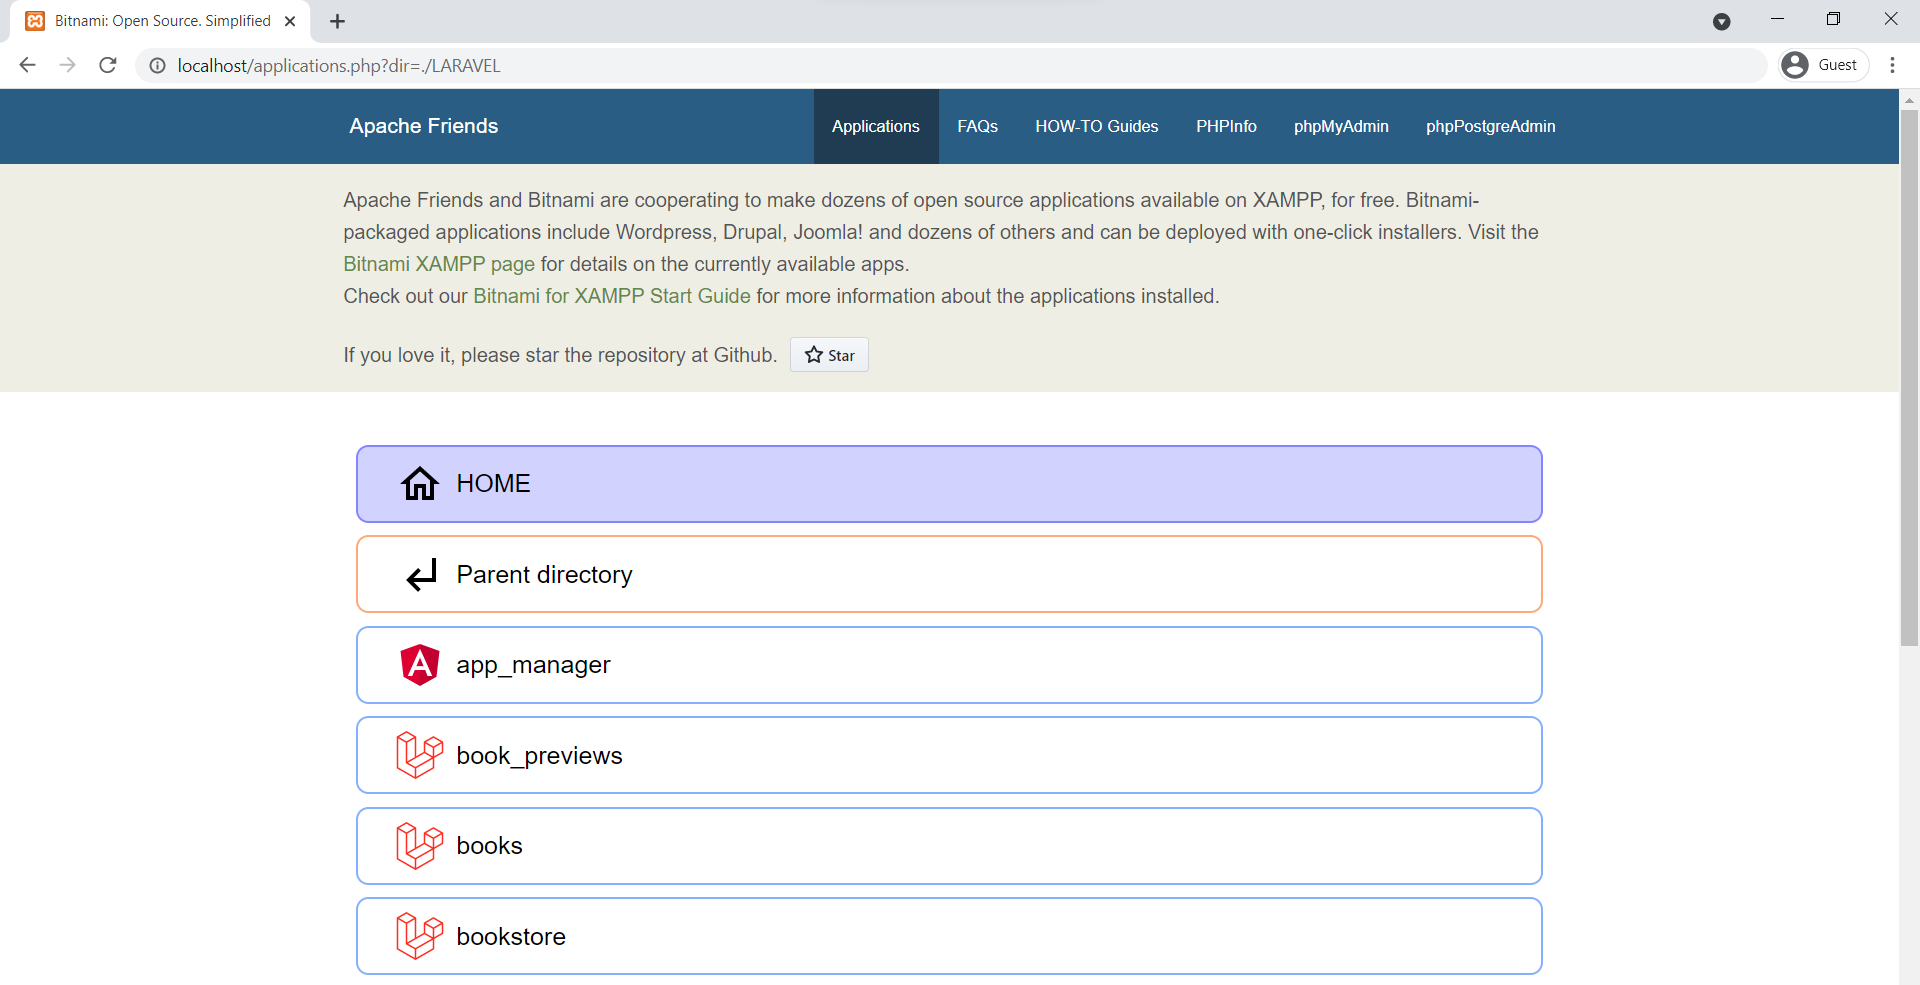 Bitnami: Open Source. Simplified
localhost/applications.php?dir=./LARAVEL
Guest
Apache Friends
Applications
FAQs
HOW-TO Guides
PHPInfo
phpMyAdmin
phpPostgreAdmin
Apache Friends and Bitnami are cooperating to make dozens of open source applications available on XAMPP, for free. Bitnami-
packaged applications include Wordpress, Drupal, Joomla! and dozens of others and can be deployed with one-click installers. Visit the
Bitnami XAMPP page for details on the currently available apps.
Check out our Bitnami for XAMPP Start Guide for more information about the applications installed.
If you love it, please star the repository at Github.
Star
HOME
Parent directory
app_manager
book_previews
books
bookstore